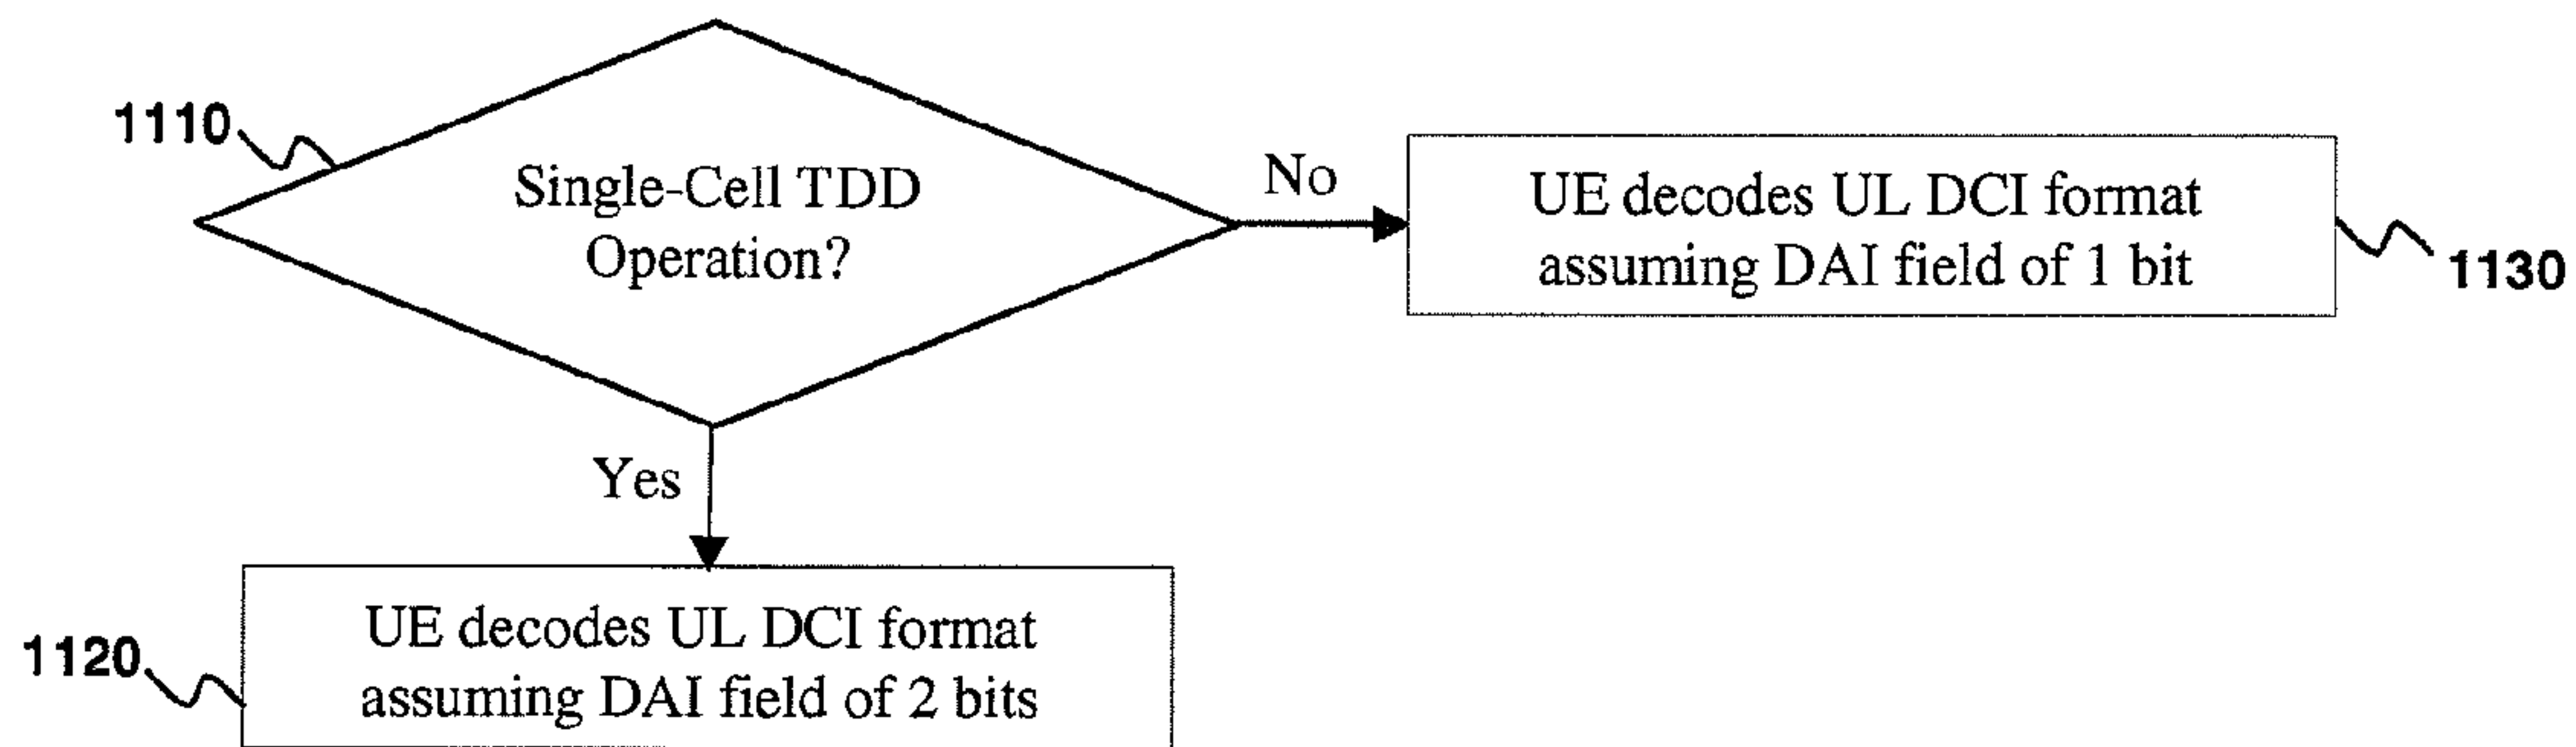 1110
Single-Cell TDD
Operation?
No
UE decodes UL DCI format
assuming DAI field of 1 bit
1130
Yes
UE decodes UL DCI format
assuming DAI field of 2 bits
1120